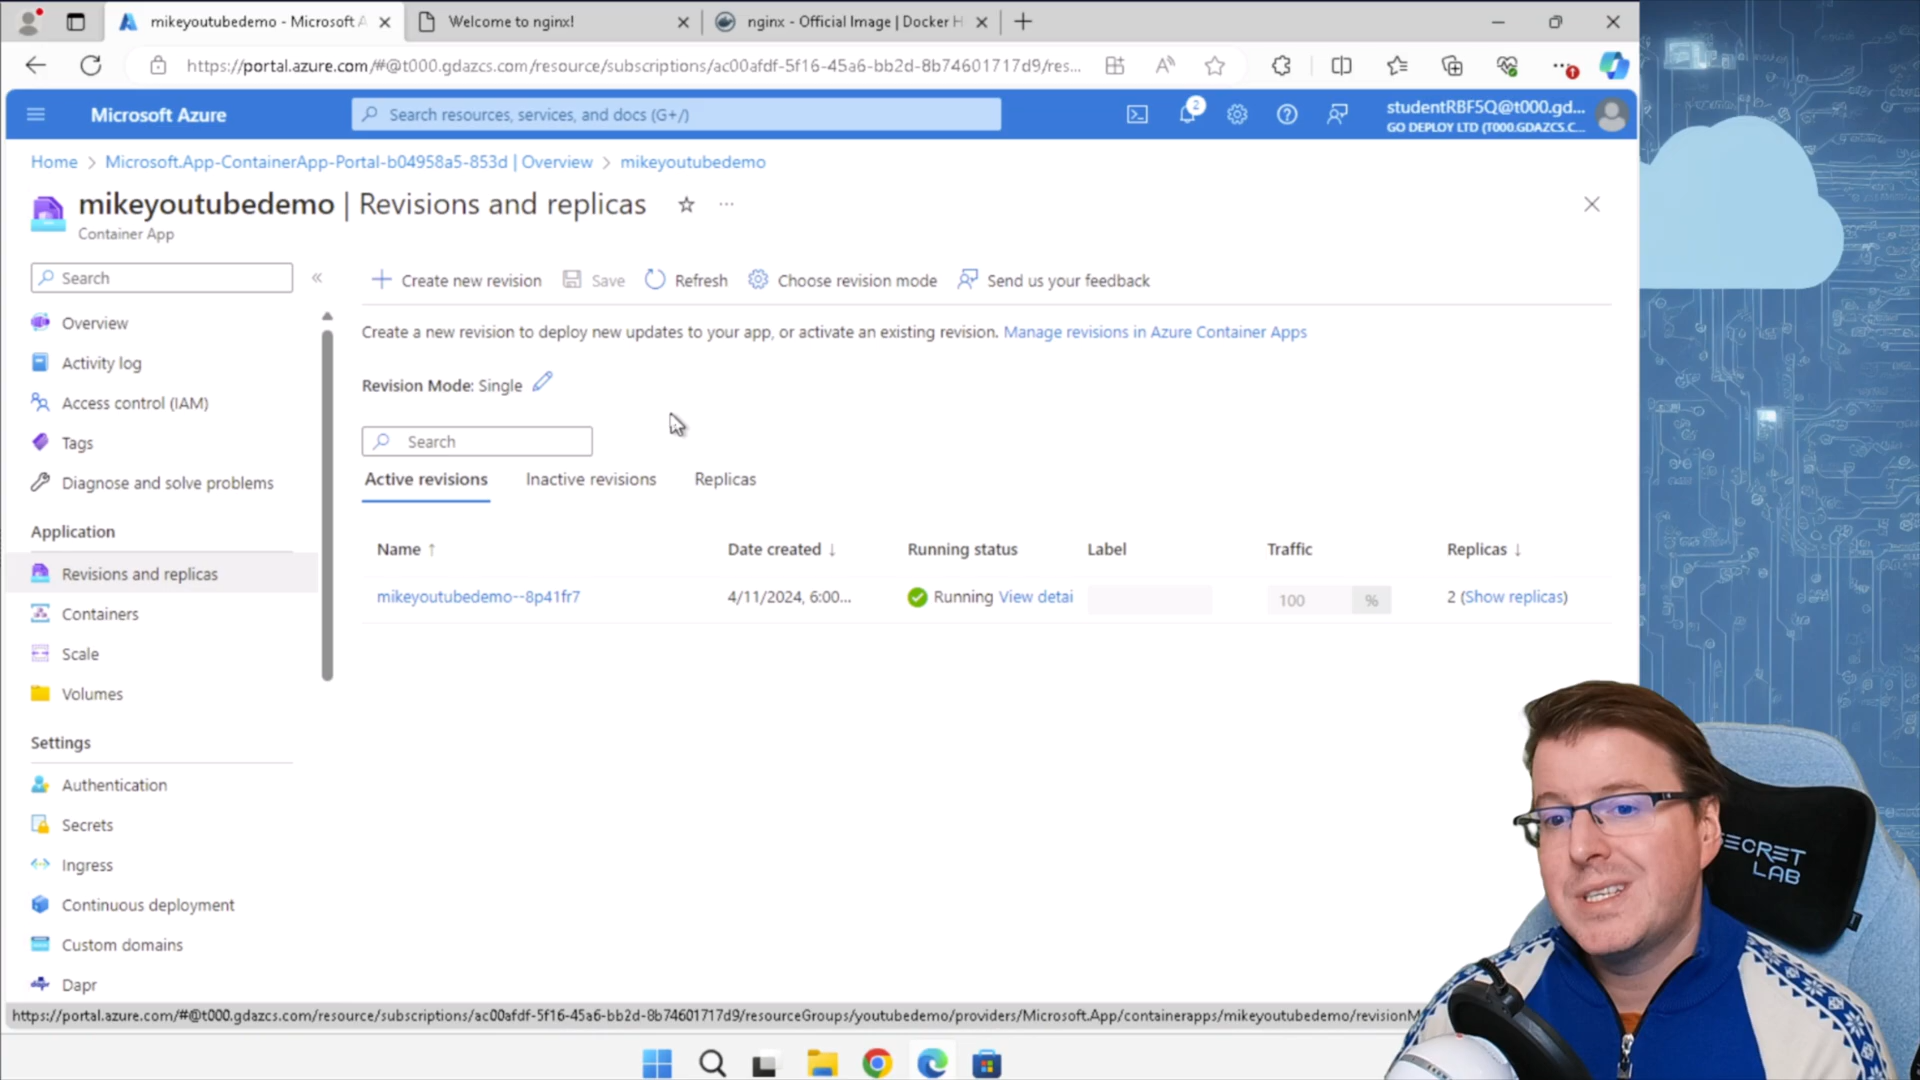 mikeyoutubedemo - Microsoft A
Welcome to nginx!
nginx - Official Image | Docker H
https://portal.azure.com/#@t000.gdazcs.com/resource/subscriptions/ac00afdf-5f16-45a6-bb2d-8b74601717d9/res...
Microsoft Azure
Search resources, services, and docs (G+/)
2
studentRBF5Q@t000.gd...
GO DEPLOY LTD (T000.GDAZCS.C...
Home > Microsoft.App-ContainerApp-Portal-b04958a5-853d | Overview > mikeyoutubedemo
mikeyoutubedemo | Revisions and replicas
Container App
Search
Create new revision
Save
Refresh
Choose revision mode
Send us your feedback
Overview
Activity log
Access control (IAM)
Tags
Diagnose and solve problems
Application
Revisions and replicas
Containers
Scale
Volumes
Settings
Authentication
Secrets
Ingress
Continuous deployment
Custom domains
Dapr
Create a new revision to deploy new updates to your app, or activate an existing revision. Manage revisions in Azure Container Apps
Revision Mode: Single
Search
Active revisions
Inactive revisions
Replicas
Name ↑ Date created ↓ Running status Label Traffic Replicas ↓
mikeyoutubedemo--8p41fr7 4/11/2024, 6:00... Running View detai 100 % 2 (Show replicas)
https://portal.azure.com/#@t000.gdazcs.com/resource/subscriptions/ac00afdf-5f16-45a6-bb2d-8b74601717d9/resourceGroups/youtubedemo/providers/Microsoft.App/containerapps/mikeyoutubedemo/revisionM
SECRET
LAB